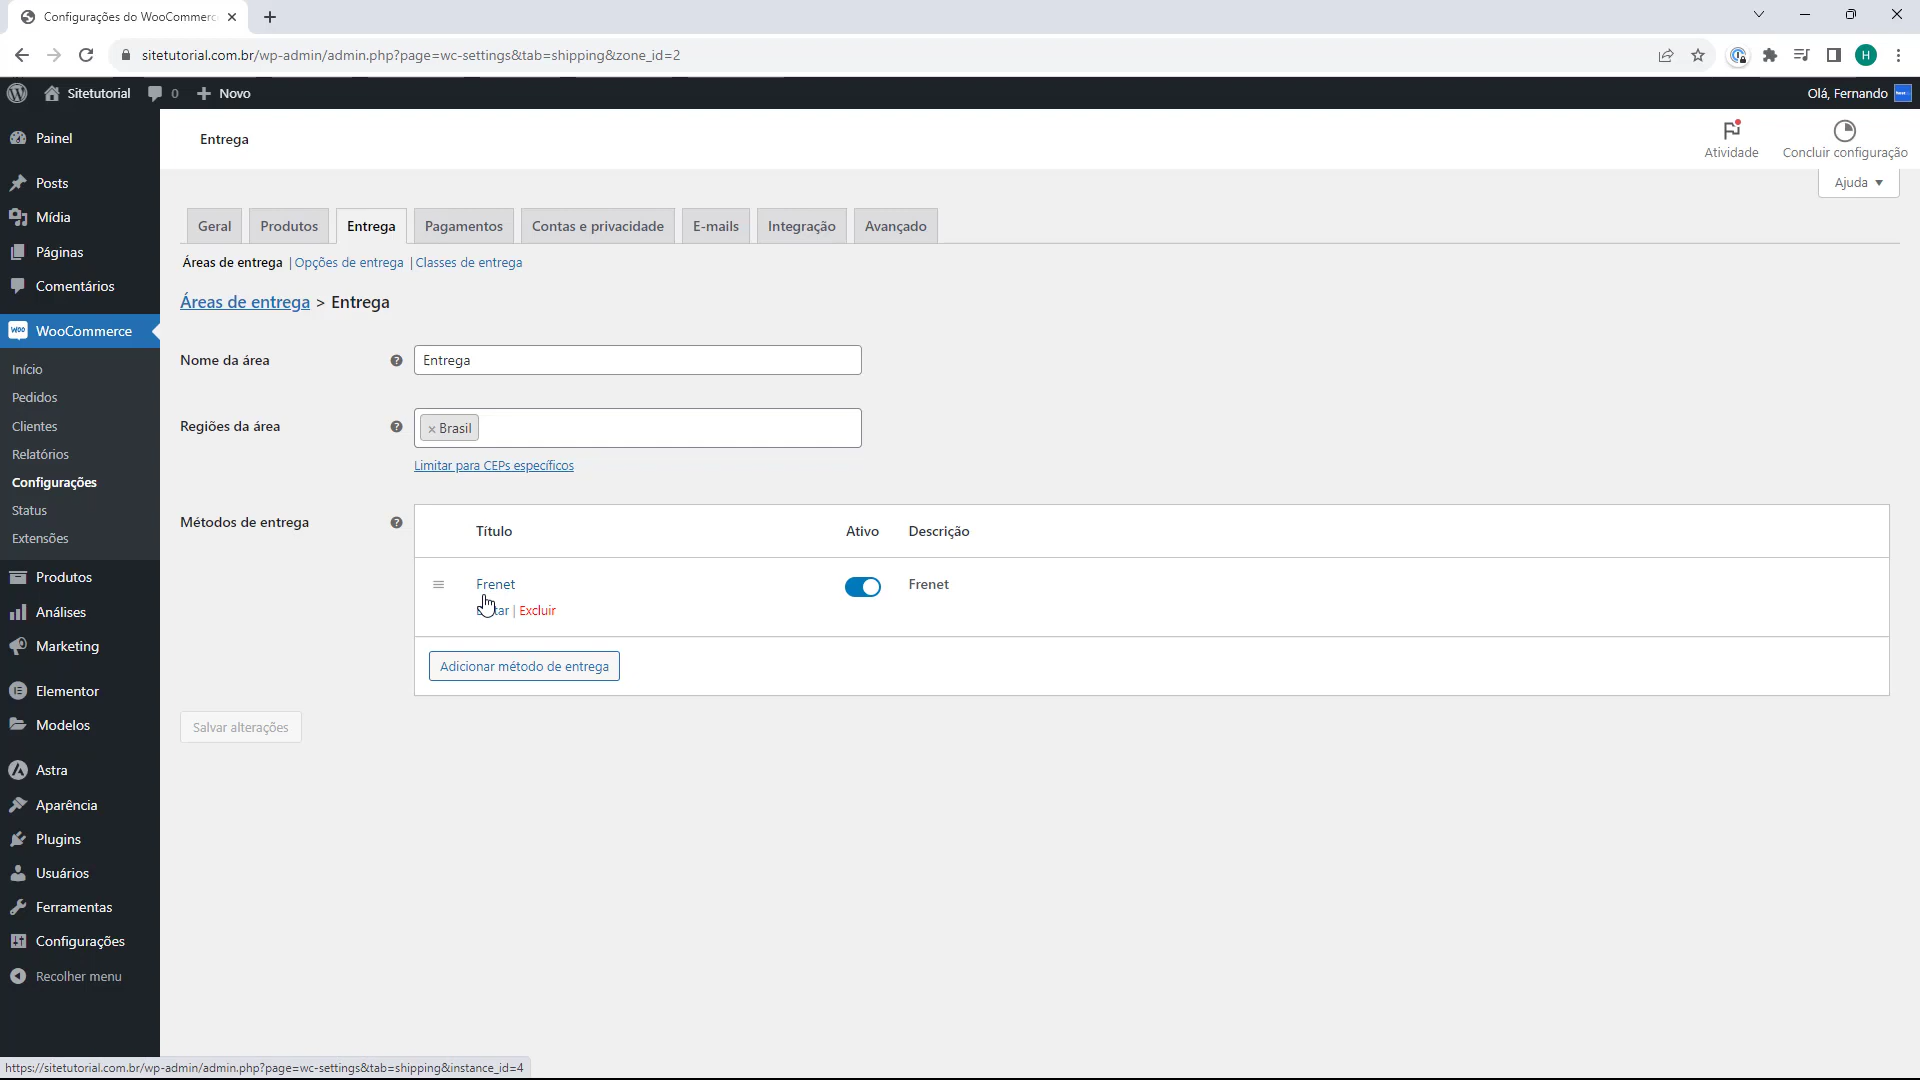 Configurações do WooCommerc
sitetutorial.com.br/wp-admin/admin.php?page=wc-settings&tab=shipping&zone_id=2
H
Sitetutorial
0
Novo
Olá, Fernando
Painel
Posts
Mídia
Páginas
Comentários
WooCommerce
Início
Pedidos
Clientes
Relatórios
Configurações
Status
Extensões
Produtos
Análises
Marketing
Elementor
Modelos
Astra
Aparência
Plugins
Usuários
Ferramentas
Configurações
Recolher menu
Entrega
Atividade
Concluir configuração
Ajuda
Geral
Produtos
Entrega
Pagamentos
Contas e privacidade
E-mails
Integração
Avançado
Áreas de entrega | Opções de entrega | Classes de entrega
Áreas de entrega > Entrega
Nome da área
Entrega
Regiões da área
× Brasil
Limitar para CEPs específicos
Métodos de entrega
Título
Ativo
Descrição
Frenet
Frenet
| Excluir
Adicionar método de entrega
Salvar alterações
https://sitetutorial.com.br/wp-admin/admin.php?page=wc-settings&tab=shipping&instance_id=4